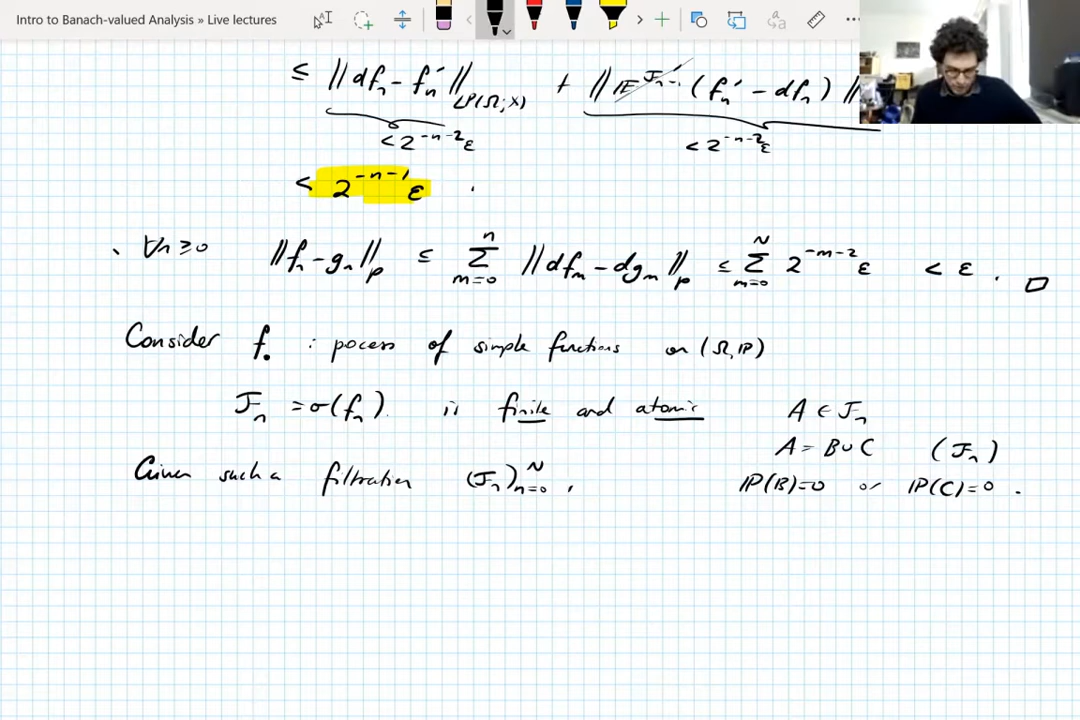 Intro to Banach-valued Analysis » Live lectures
≤ ‖df_n − f_n'‖_{L^p(Ω;X)} + ‖E^{F_{n-1}} (f_n' − df_n)‖
< 2^{-n-2}ε < 2^{-n-2}ε
< 2^{-n-1}ε .
∀n ≥ 0 ‖f_n − g_n‖_p ≤ Σ_{m=0}^{n} ‖df_m − dg_m‖_p ≤ Σ_{m=0}^{N} 2^{-m-2} ε < ε . □
Consider f. : pocess of simple functions on (Ω, P)
F_n = σ(f_n). is finite and atomic A ∈ F_n
A = B∪C (F_n)
Given such a filtration (F_n)_{n=0}^{N} , P(B)=0 or P(C)=0 .